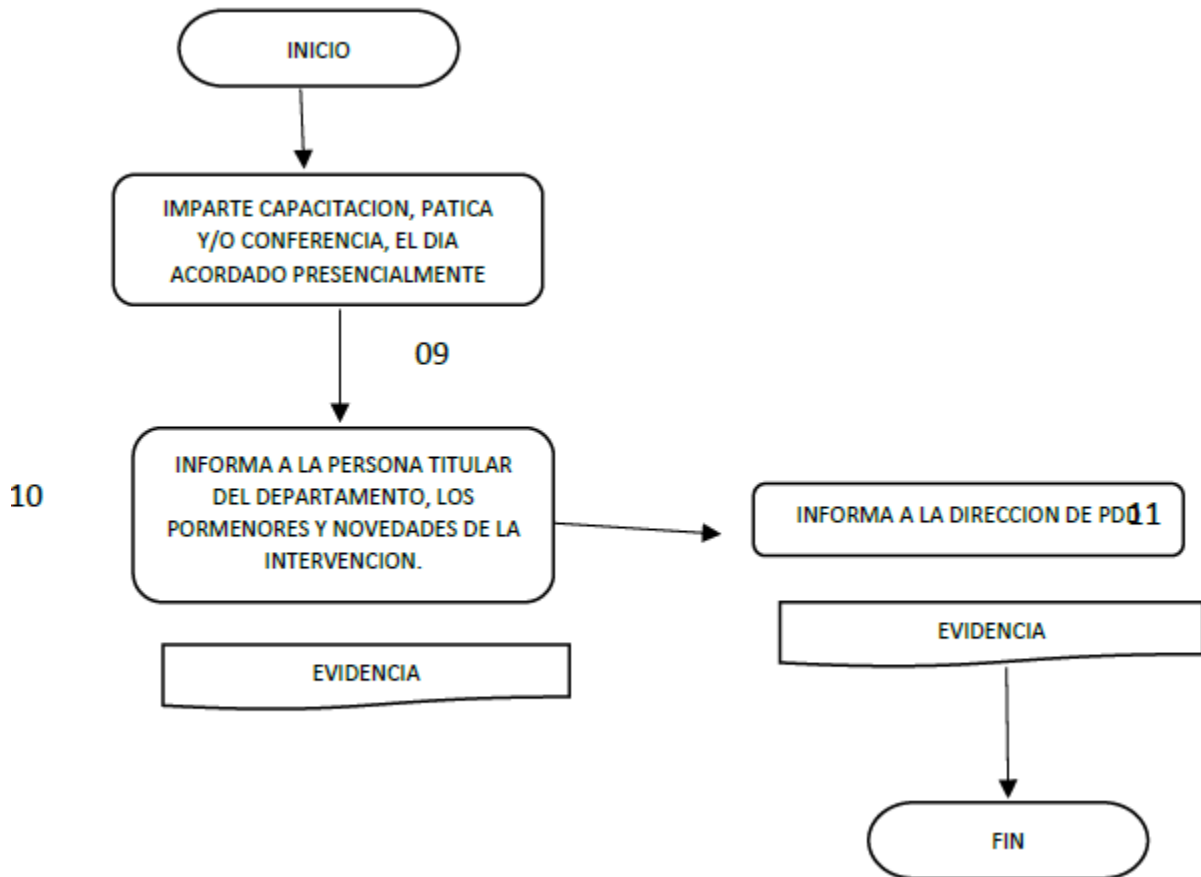 INICIO
IMPARTE CAPACITACION, PATICA
Y/O CONFERENCIA, EL DIA
ACORDADO PRESENCIALMENTE
09
10
INFORMA A LA PERSONA TITULAR
DEL DEPARTAMENTO, LOS
PORMENORES Y NOVEDADES DE LA
INTERVENCION.
INFORMA A LA DIRECCION DE
11
EVIDENCIA
EVIDENCIA
FIN